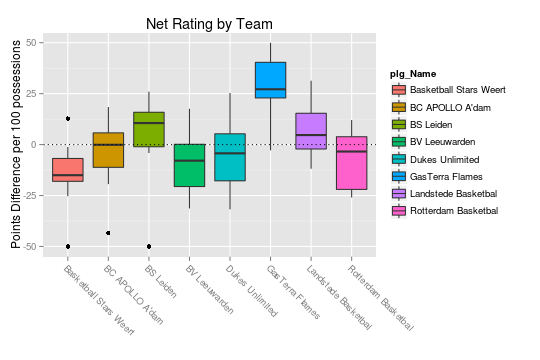 Net Rating by Team
Points Difference per 100 possessions
50
25
0
-25
-50
Basketball Stars Weert
BC APOLLO A'dam
BS Leiden
BV Leeuwarden
Dukes Unlimited
GasTerra Flames
Landstede Basketbal
Rotterdam Basketbal
plg_Name
Basketball Stars Weert
BC APOLLO A'dam
BS Leiden
BV Leeuwarden
Dukes Unlimited
GasTerra Flames
Landstede Basketbal
Rotterdam Basketbal